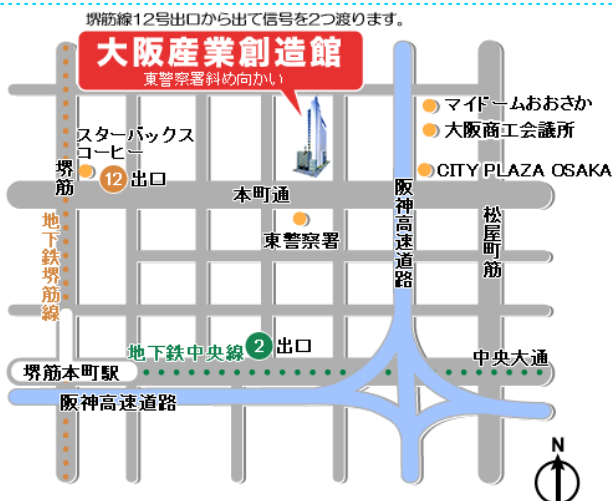 堺筋線12号出口から出て信号を2つ渡ります。
大阪産業創造館
東警察署斜め向かい
マイドームおおさか
大阪商工会議所
スターバックス
コーヒー
CITY PLAZA OSAKA
堺筋
12 出口
本町通
阪神高速道路
松屋町筋
東警察署
地下鉄堺筋線
地下鉄中央線 2 出口
中央大通
堺筋本町駅
阪神高速道路
N